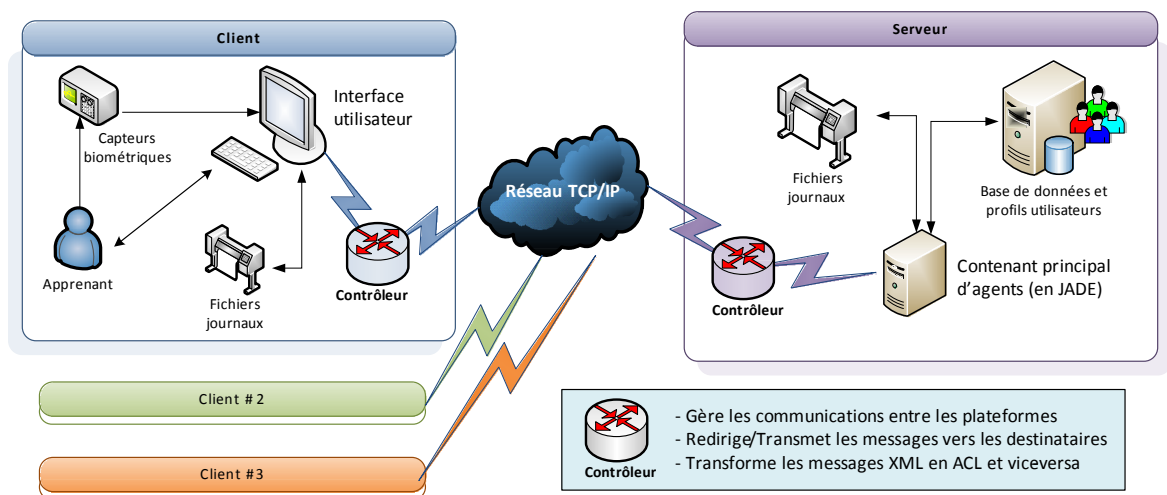 Client
Capteurs
biométriques
Interface
utilisateur
Apprenant
Fichiers
journaux
Contrôleur
Réseau TCP/IP
Serveur
Fichiers
journaux
Base de données et
profils utilisateurs
Contrôleur
Contenant principal
d’agents (en JADE)
Client # 2
Client #3
Contrôleur
- Gère les communications entre les plateformes
- Redirige/Transmet les messages vers les destinataires
- Transforme les messages XML en ACL et viceversa